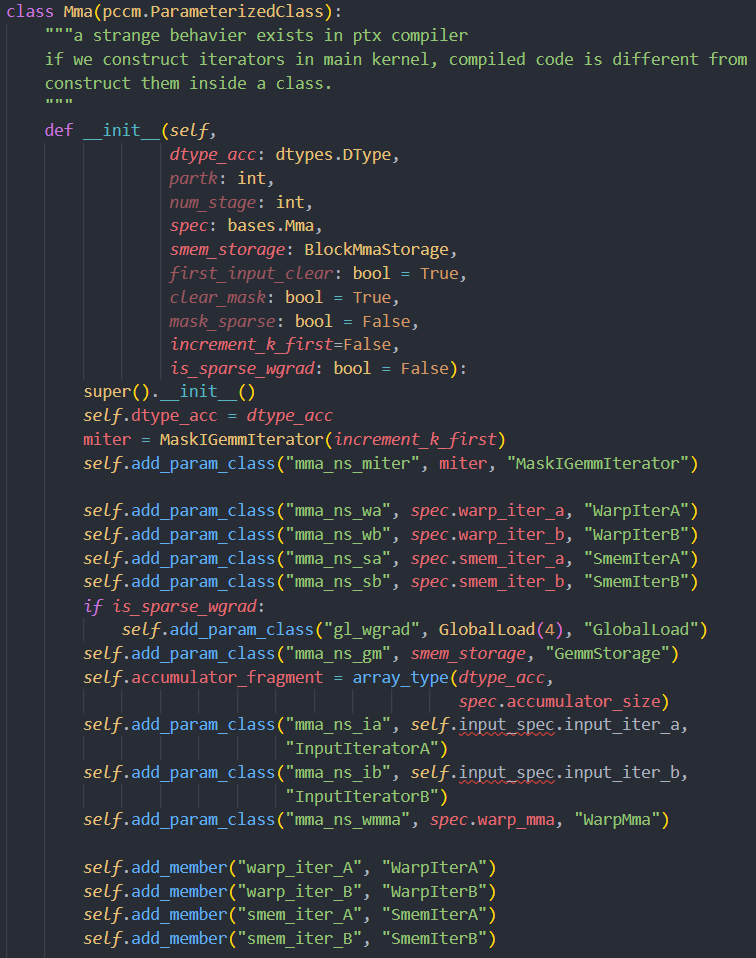 class Mma(pccm.ParameterizedClass):
    """a strange behavier exists in ptx compiler
    if we construct iterators in main kernel, compiled code is different from
    construct them inside a class.
    """
    def __init__(self,
                 dtype_acc: dtypes.DType,
                 partk: int,
                 num_stage: int,
                 spec: bases.Mma,
                 smem_storage: BlockMmaStorage,
                 first_input_clear: bool = True,
                 clear_mask: bool = True,
                 mask_sparse: bool = False,
                 increment_k_first=False,
                 is_sparse_wgrad: bool = False):
        super().__init__()
        self.dtype_acc = dtype_acc
        miter = MaskIGemmIterator(increment_k_first)
        self.add_param_class("mma_ns_miter", miter, "MaskIGemmIterator")

        self.add_param_class("mma_ns_wa", spec.warp_iter_a, "WarpIterA")
        self.add_param_class("mma_ns_wb", spec.warp_iter_b, "WarpIterB")
        self.add_param_class("mma_ns_sa", spec.smem_iter_a, "SmemIterA")
        self.add_param_class("mma_ns_sb", spec.smem_iter_b, "SmemIterB")
        if is_sparse_wgrad:
            self.add_param_class("gl_wgrad", GlobalLoad(4), "GlobalLoad")
        self.add_param_class("mma_ns_gm", smem_storage, "GemmStorage")
        self.accumulator_fragment = array_type(dtype_acc,
                                               spec.accumulator_size)
        self.add_param_class("mma_ns_ia", self.input_spec.input_iter_a,
                             "InputIteratorA")
        self.add_param_class("mma_ns_ib", self.input_spec.input_iter_b,
                             "InputIteratorB")
        self.add_param_class("mma_ns_wmma", spec.warp_mma, "WarpMma")

        self.add_member("warp_iter_A", "WarpIterA")
        self.add_member("warp_iter_B", "WarpIterB")
        self.add_member("smem_iter_A", "SmemIterA")
        self.add_member("smem_iter_B", "SmemIterB")